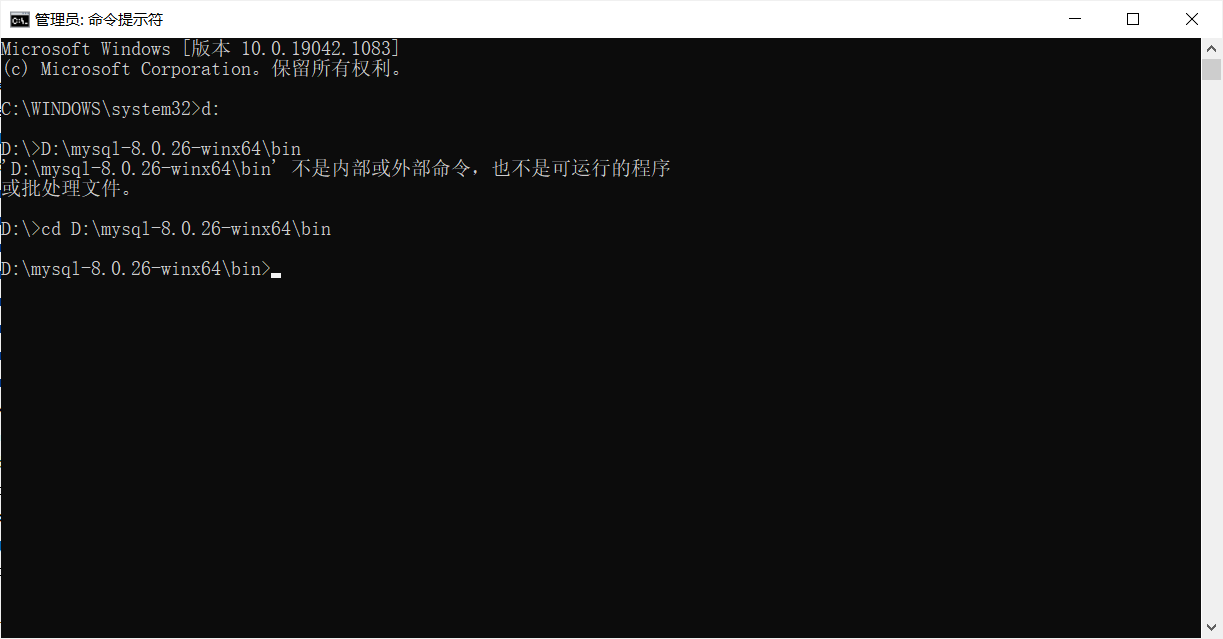 管理员: 命令提示符
Microsoft Windows [版本 10.0.19042.1083]
(c) Microsoft Corporation。保留所有权利。
C:\WINDOWS\system32>d:
D:\>D:\mysql-8.0.26-winx64\bin
'D:\mysql-8.0.26-winx64\bin' 不是内部或外部命令，也不是可运行的程序
或批处理文件。
D:\>cd D:\mysql-8.0.26-winx64\bin
D:\mysql-8.0.26-winx64\bin>